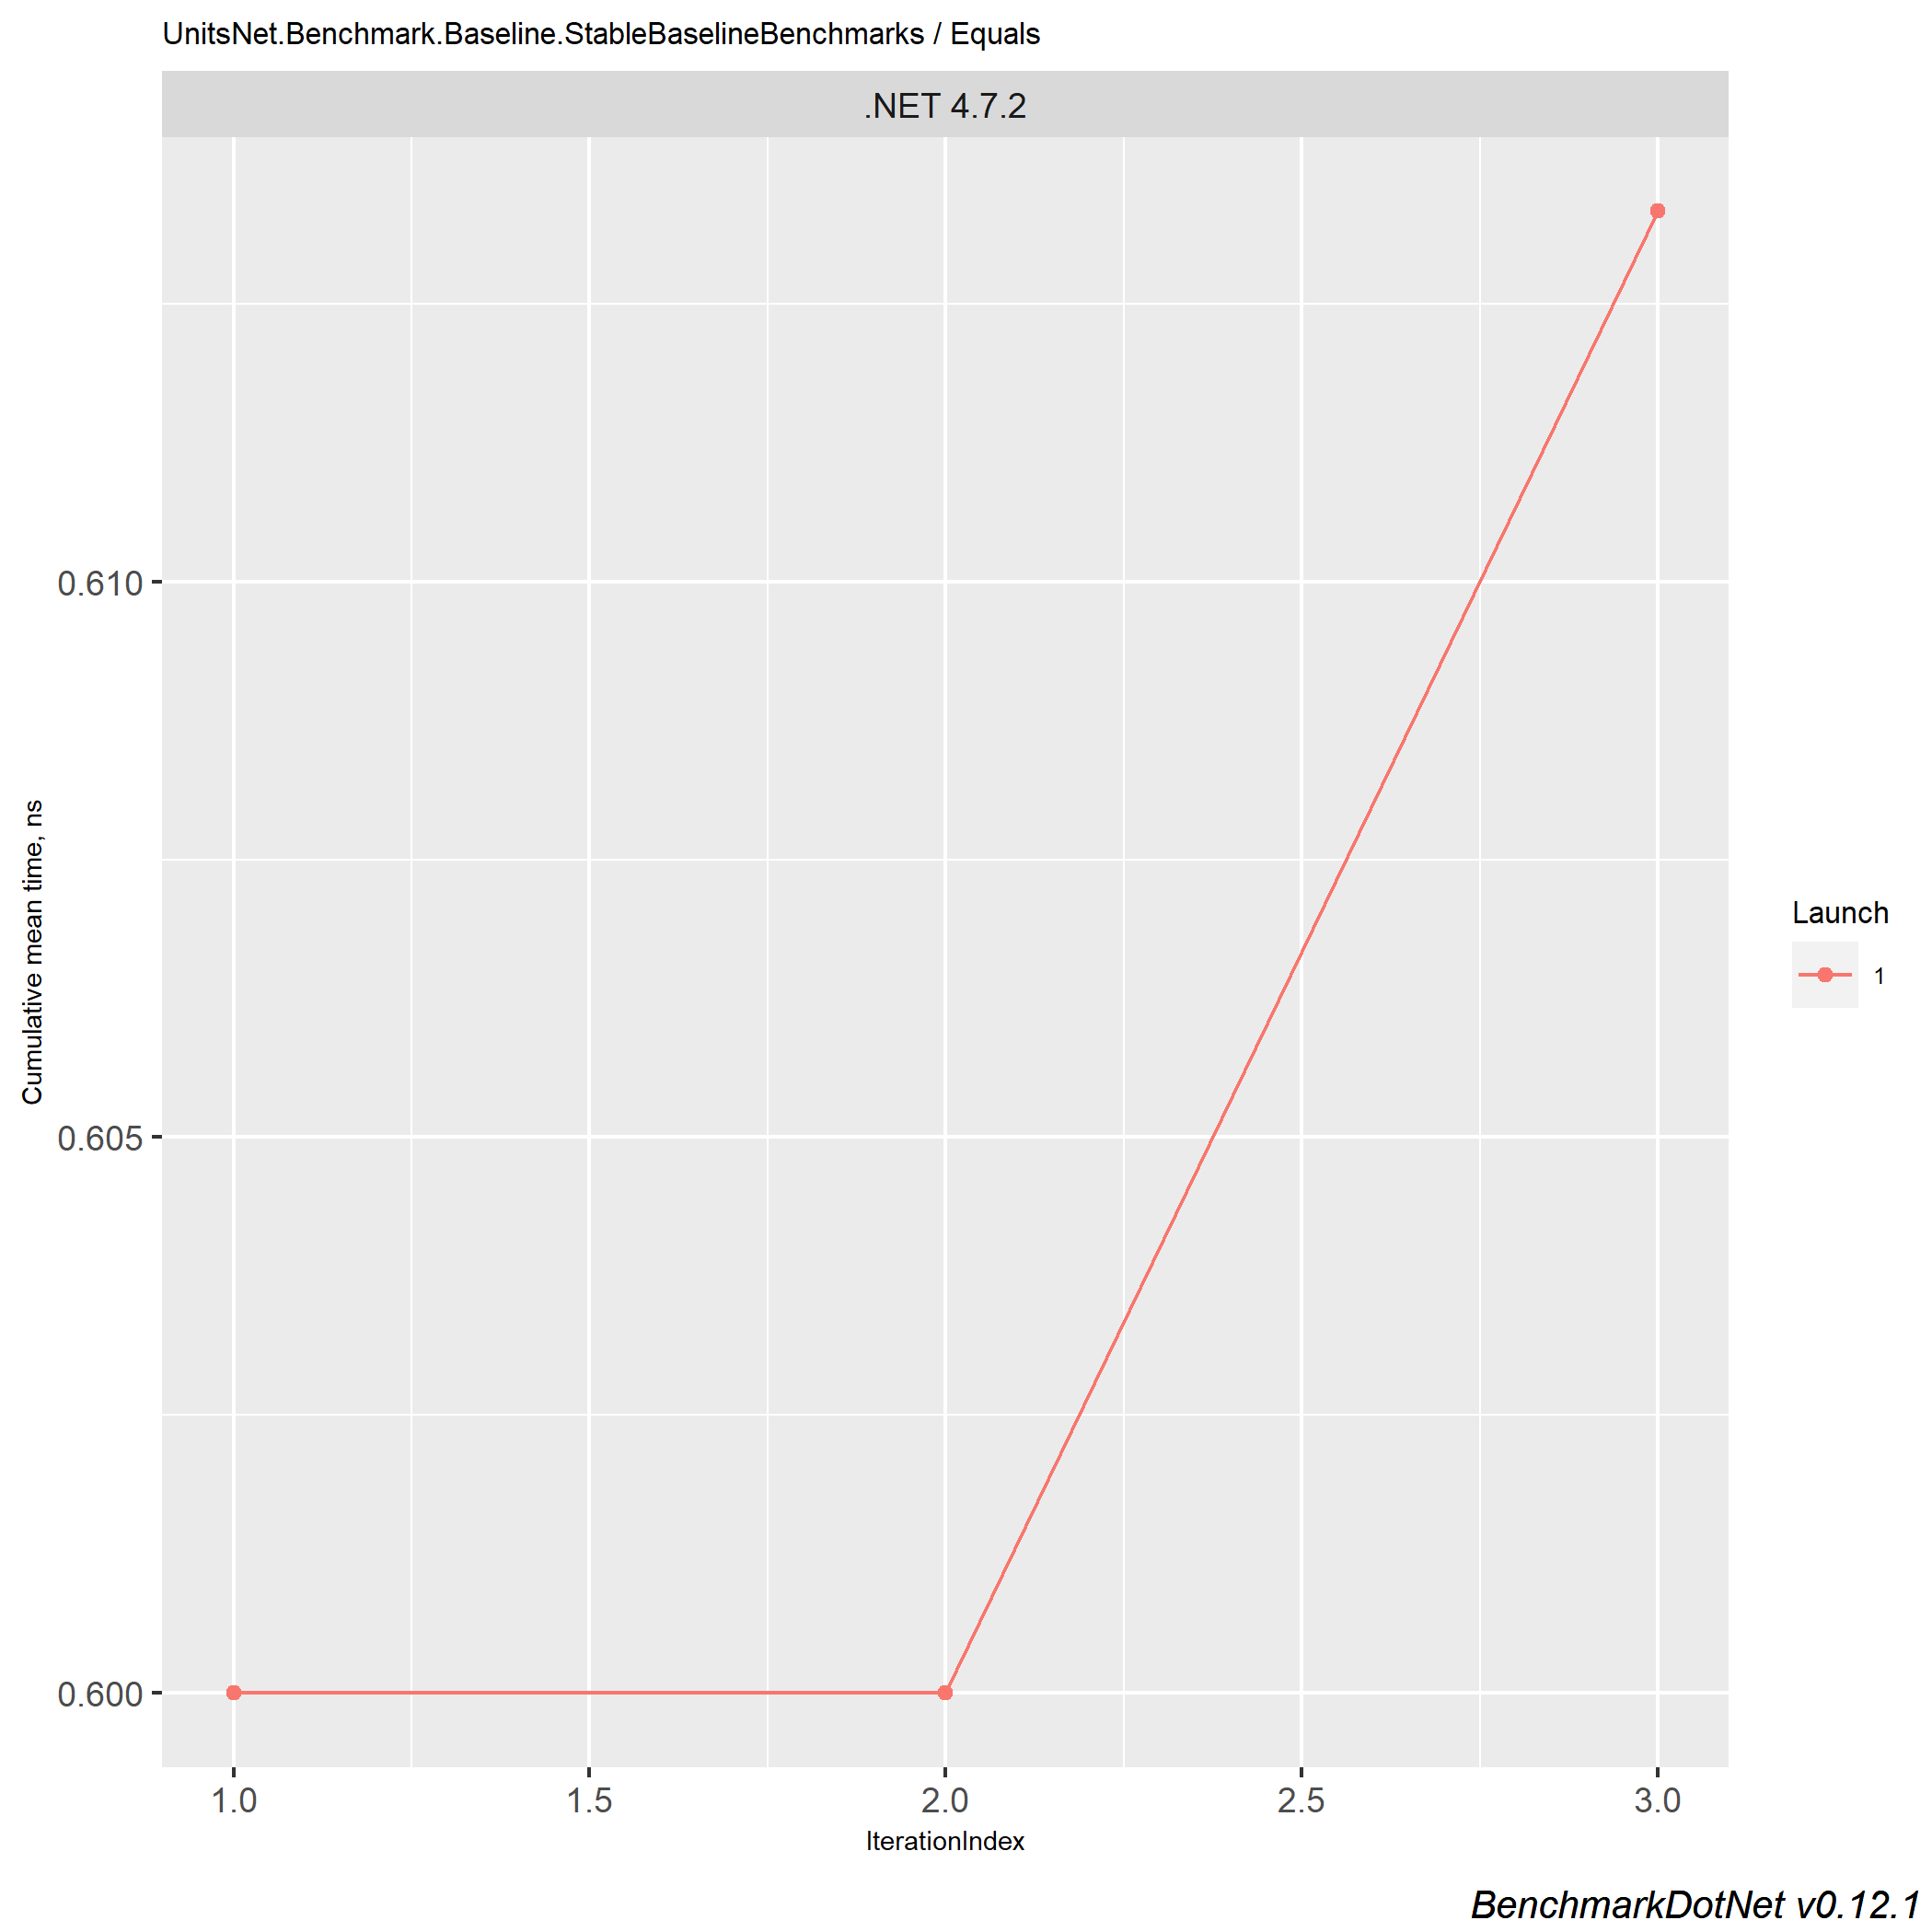 UnitsNet.Benchmark.Baseline.StableBaselineBenchmarks / Equals
.NET 4.7.2
Cumulative mean time, ns
0.610
0.605
0.600
1.0 1.5 2.0 2.5 3.0
IterationIndex
Launch
1
BenchmarkDotNet v0.12.1